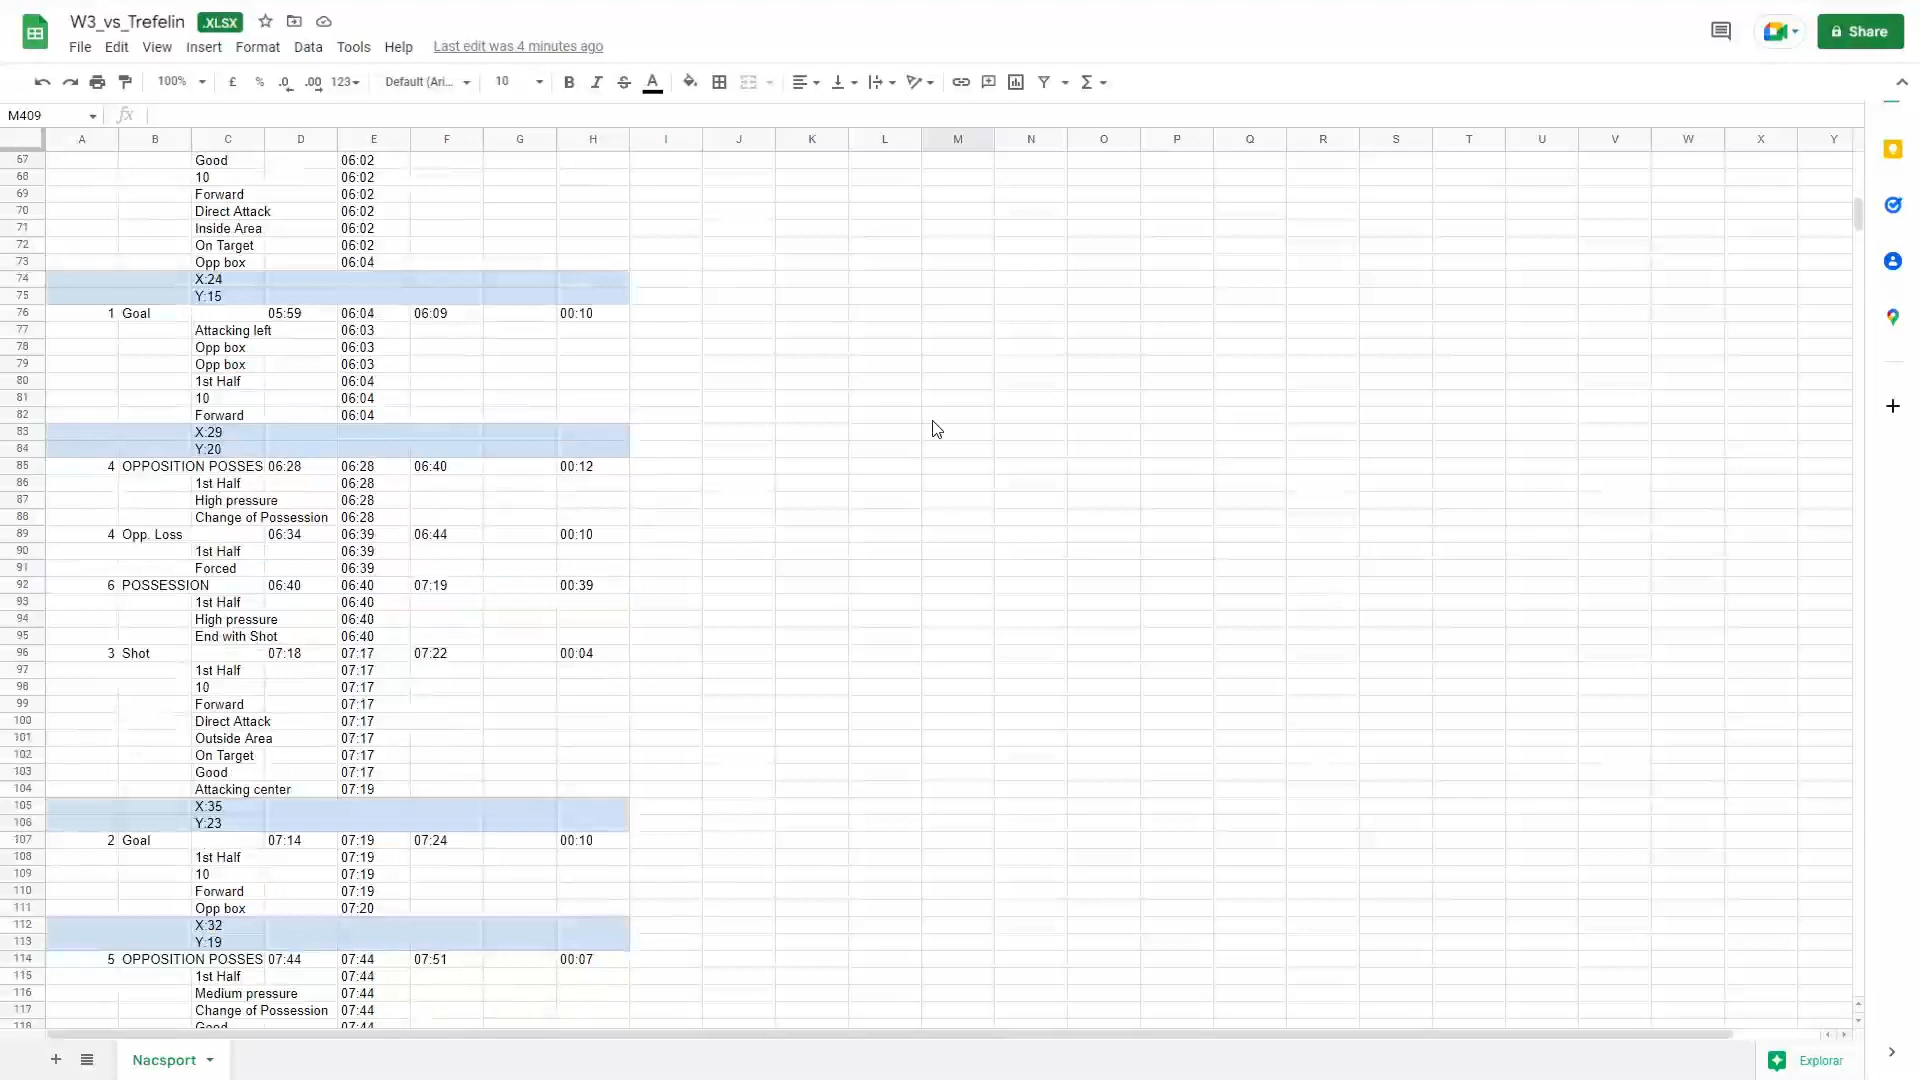 W3_vs_Trefelin .XLSX
File Edit View Insert Format Data Tools Help Last edit was 4 minutes ago
Share
100% £ % .0 .00 123 Default (Ari... 10 B I S A
M409 fx
A B C D E F G H I J K L M N O P Q R S T U V W X Y
67 Good 06:02
68 10 06:02
69 Forward 06:02
70 Direct Attack 06:02
71 Inside Area 06:02
72 On Target 06:02
73 Opp box 06:04
74 X:24
75 Y:15
76 1 Goal 05:59 06:04 06:09 00:10
77 Attacking left 06:03
78 Opp box 06:03
79 Opp box 06:03
80 1st Half 06:04
81 10 06:04
82 Forward 06:04
83 X:29
84 Y:20
85 4 OPPOSITION POSSES 06:28 06:28 06:40 00:12
86 1st Half 06:28
87 High pressure 06:28
88 Change of Possession 06:28
89 4 Opp. Loss 06:34 06:39 06:44 00:10
90 1st Half 06:39
91 Forced 06:39
92 6 POSSESSION 06:40 06:40 07:19 00:39
93 1st Half 06:40
94 High pressure 06:40
95 End with Shot 06:40
96 3 Shot 07:18 07:17 07:22 00:04
97 1st Half 07:17
98 10 07:17
99 Forward 07:17
100 Direct Attack 07:17
101 Outside Area 07:17
102 On Target 07:17
103 Good 07:17
104 Attacking center 07:19
105 X:35
106 Y:23
107 2 Goal 07:14 07:19 07:24 00:10
108 1st Half 07:19
109 10 07:19
110 Forward 07:19
111 Opp box 07:20
112 X:32
113 Y:19
114 5 OPPOSITION POSSES 07:44 07:44 07:51 00:07
115 1st Half 07:44
116 Medium pressure 07:44
117 Change of Possession 07:44
118 Good 07:44
Nacsport
Explorar